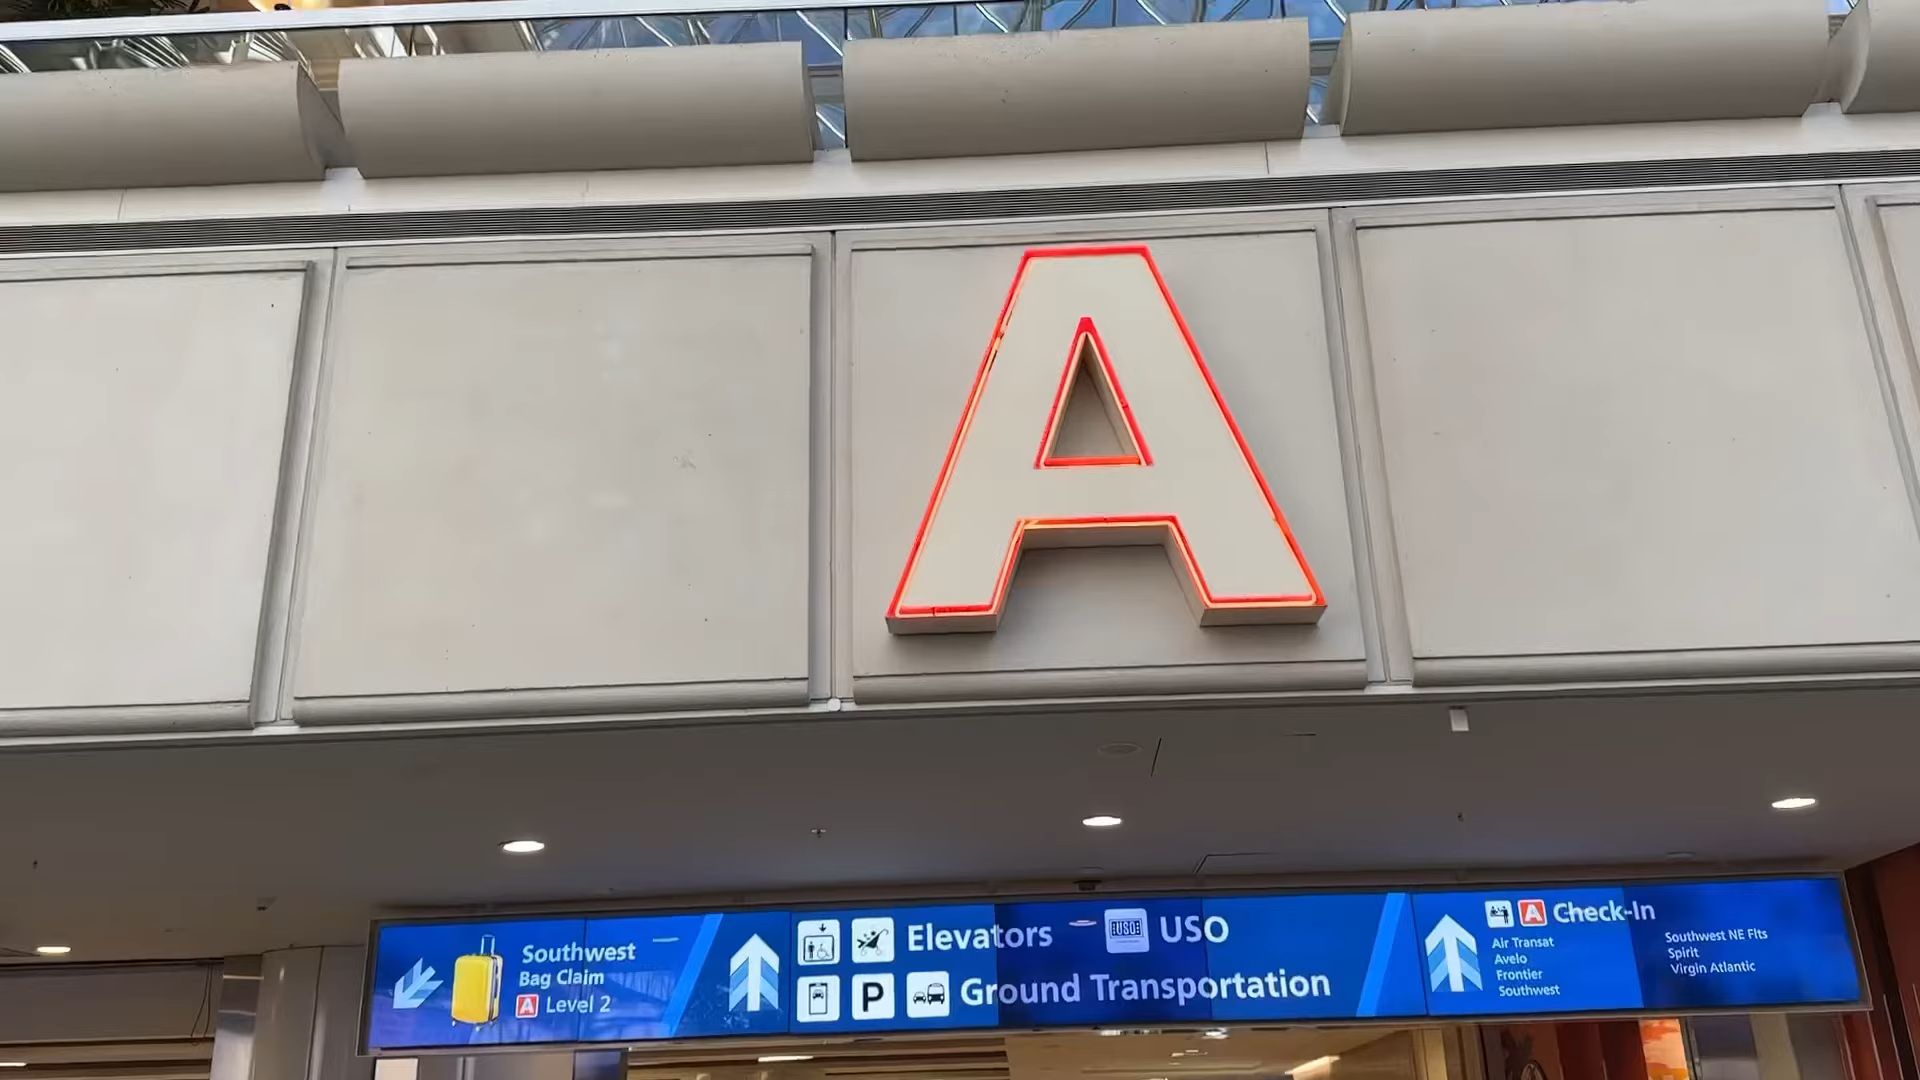 A
Southwest
Bag Claim
A Level 2
Elevators
USO USO
P Ground Transportation
A Check-In
Air Transat
Avelo
Frontier
Southwest
Southwest NE Flts
Spirit
Virgin Atlantic